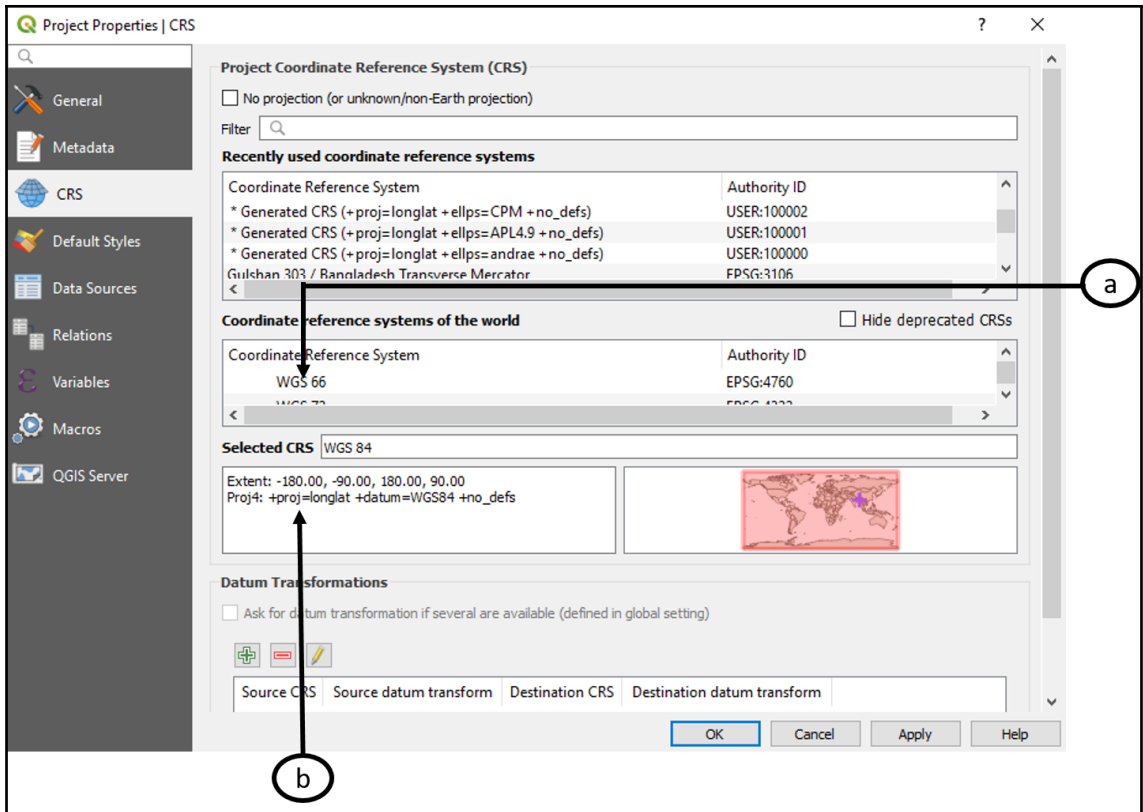 Project Properties | CRS
?
General
Metadata
CRS
Default Styles
Data Sources
Relations
Variables
Macros
QGIS Server
Project Coordinate Reference System (CRS)
No projection (or unknown/non-Earth projection)
Filter
Recently used coordinate reference systems
Coordinate Reference System Authority ID
* Generated CRS (+proj=longlat +ellps=CPM +no_defs) USER:100002
* Generated CRS (+proj=longlat +ellps=APL4.9 +no_defs) USER:100001
* Generated CRS (+proj=longlat +ellps=andrae +no_defs) USER:100000
Gulshan 303 / Bangladesh Transverse Mercator EPSG:3106
a
Coordinate reference systems of the world Hide deprecated CRSs
Coordinate Reference System Authority ID
WGS 66 EPSG:4760
WGS 72 EPSG:4322
Selected CRS WGS 84
Extent: -180.00, -90.00, 180.00, 90.00
Proj4: +proj=longlat +datum=WGS84 +no_defs
Datum Transformations
Ask for datum transformation if several are available (defined in global setting)
Source CRS Source datum transform Destination CRS Destination datum transform
OK Cancel Apply Help
b